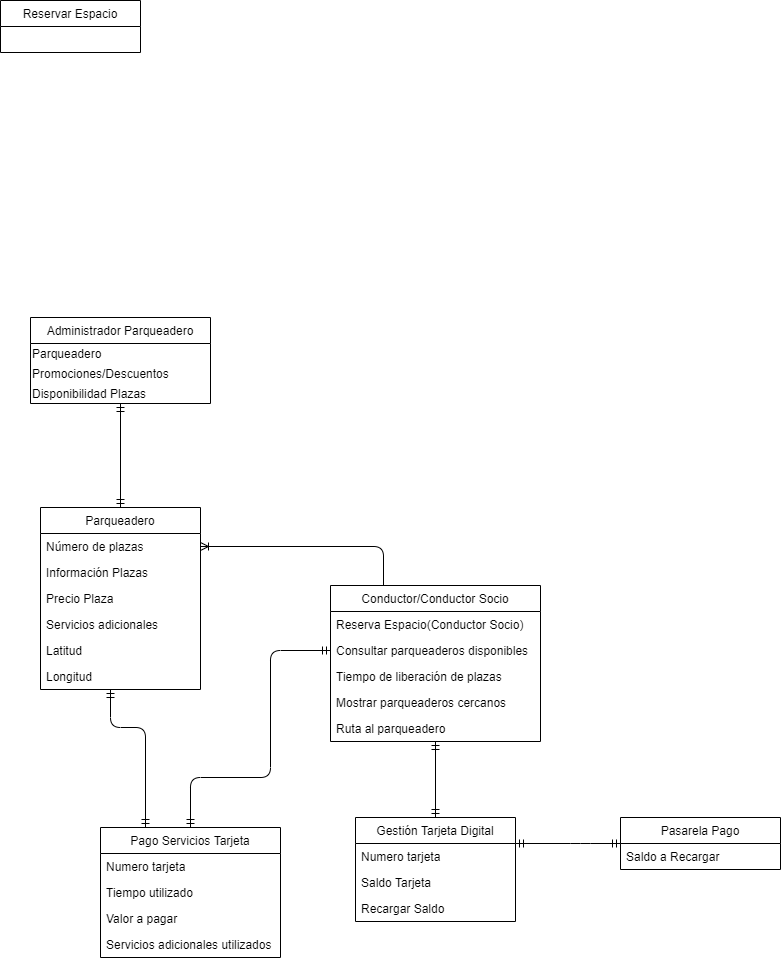 Reservar Espacio
Administrador Parqueadero
Parqueadero
Promociones/Descuentos
Disponibilidad Plazas
Parqueadero
Número de plazas
Información Plazas
Precio Plaza
Servicios adicionales
Latitud
Longitud
Conductor/Conductor Socio
Reserva Espacio(Conductor Socio)
Consultar parqueaderos disponibles
Tiempo de liberación de plazas
Mostrar parqueaderos cercanos
Ruta al parqueadero
Pago Servicios Tarjeta
Numero tarjeta
Tiempo utilizado
Valor a pagar
Servicios adicionales utilizados
Gestión Tarjeta Digital
Numero tarjeta
Saldo Tarjeta
Recargar Saldo
Pasarela Pago
Saldo a Recargar